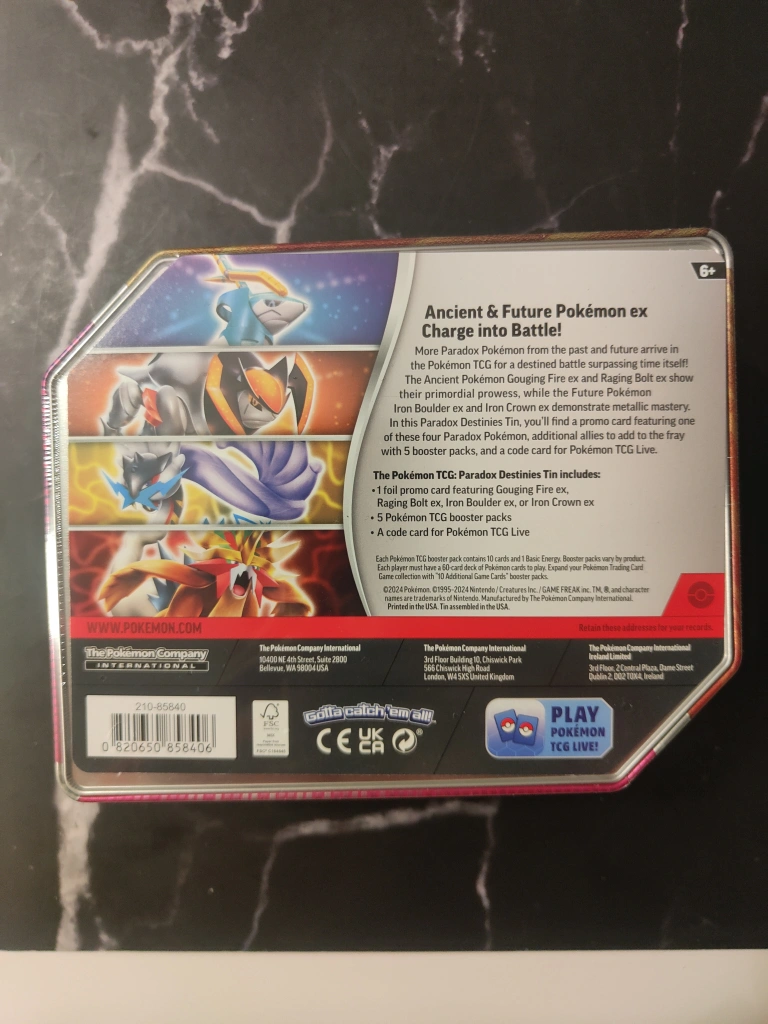 6+
Ancient & Future Pokémon ex
Charge into Battle!
More Paradox Pokémon from the past and future arrive in
the Pokémon TCG for a destined battle surpassing time itself!
The Ancient Pokémon Gouging Fire ex and Raging Bolt ex show
their primordial prowess, while the Future Pokémon
Iron Boulder ex and Iron Crown ex demonstrate metallic mastery.
In this Paradox Destinies Tin, you'll find a promo card featuring one
of these four Paradox Pokémon, additional allies to add to the fray
with 5 booster packs, and a code card for Pokémon TCG Live.
The Pokémon TCG: Paradox Destinies Tin includes:
• 1 foil promo card featuring Gouging Fire ex,
Raging Bolt ex, Iron Boulder ex, or Iron Crown ex
• 5 Pokémon TCG booster packs
• A code card for Pokémon TCG Live
Each Pokémon TCG booster pack contains 10 cards and 1 Basic Energy. Booster packs vary by product.
Each player must have a 60-card deck of Pokémon cards to play. Expand your Pokémon Trading Card
Game collection with "10 Additional Game Cards" booster packs.
©2024 Pokémon. ©1995-2024 Nintendo / Creatures Inc. / GAME FREAK inc. TM, ®, and character
names are trademarks of Nintendo. Manufactured by The Pokémon Company International.
Printed in the USA. Tin assembled in the USA.
WWW.POKEMON.COM
Retain these addresses for your records.
The Pokémon Company
INTERNATIONAL
The Pokémon Company International
10400 NE 4th Street, Suite 2800
Bellevue, WA 98004 USA
The Pokémon Company International
3rd Floor Building 10, Chiswick Park
566 Chiswick High Road
London, W4 5XS United Kingdom
The Pokémon Company International
Ireland Limited
3rd Floor, 2 Central Plaza, Dame Street
Dublin 2, D02 T0X4, Ireland
210-85840
0 820650 858406
FSC
Gotta catch 'em all!
CE UK
CA
PLAY
POKÉMON
TCG LIVE!